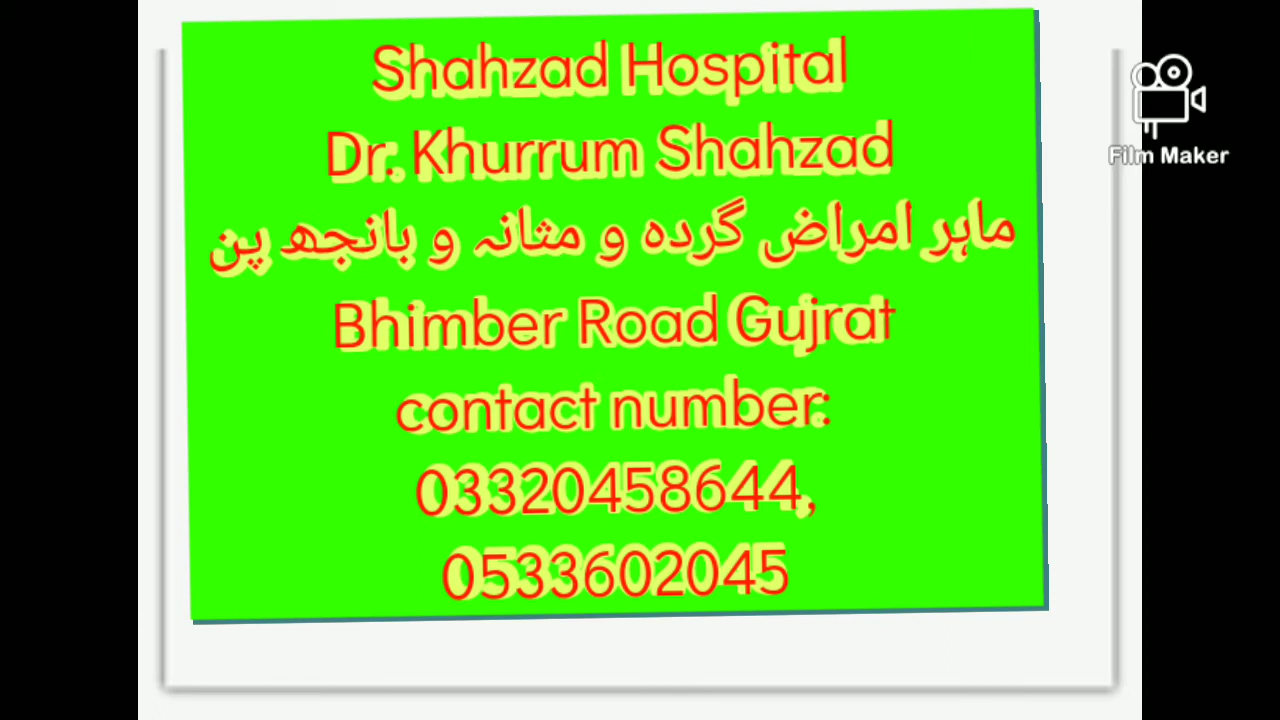 Shahzad Hospital
Dr. Khurrum Shahzad
ماہر امراض گردہ و مثانہ و بانجھ پن
Bhimber Road Gujrat
contact number:
03320458644,
0533602045
Film Maker